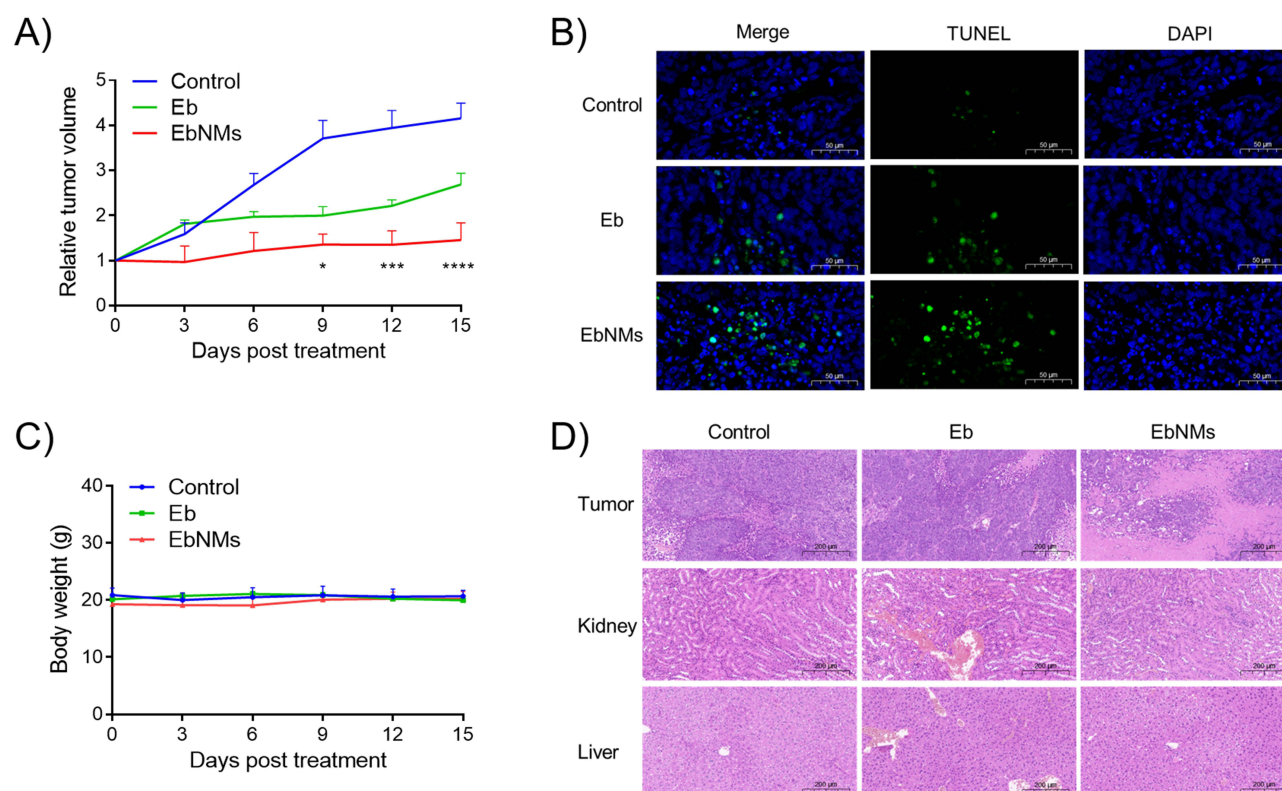 A)
Relative tumor volume
5
4
3
2
1
0
Control
Eb
EbNMs
* *** ****
0 3 6 9 12 15
Days post treatment
B)
Merge TUNEL DAPI
Control
50 µm 50 µm 50 µm
Eb
50 µm 50 µm 50 µm
EbNMs
50 µm 50 µm 50 µm
C)
Body weight (g)
40
30
20
10
0
Control
Eb
EbNMs
0 3 6 9 12 15
Days post treatment
D)
Control Eb EbNMs
Tumor
200 µm 200 µm 200 µm
Kidney
200 µm 200 µm 200 µm
Liver
200 µm 200 µm 200 µm